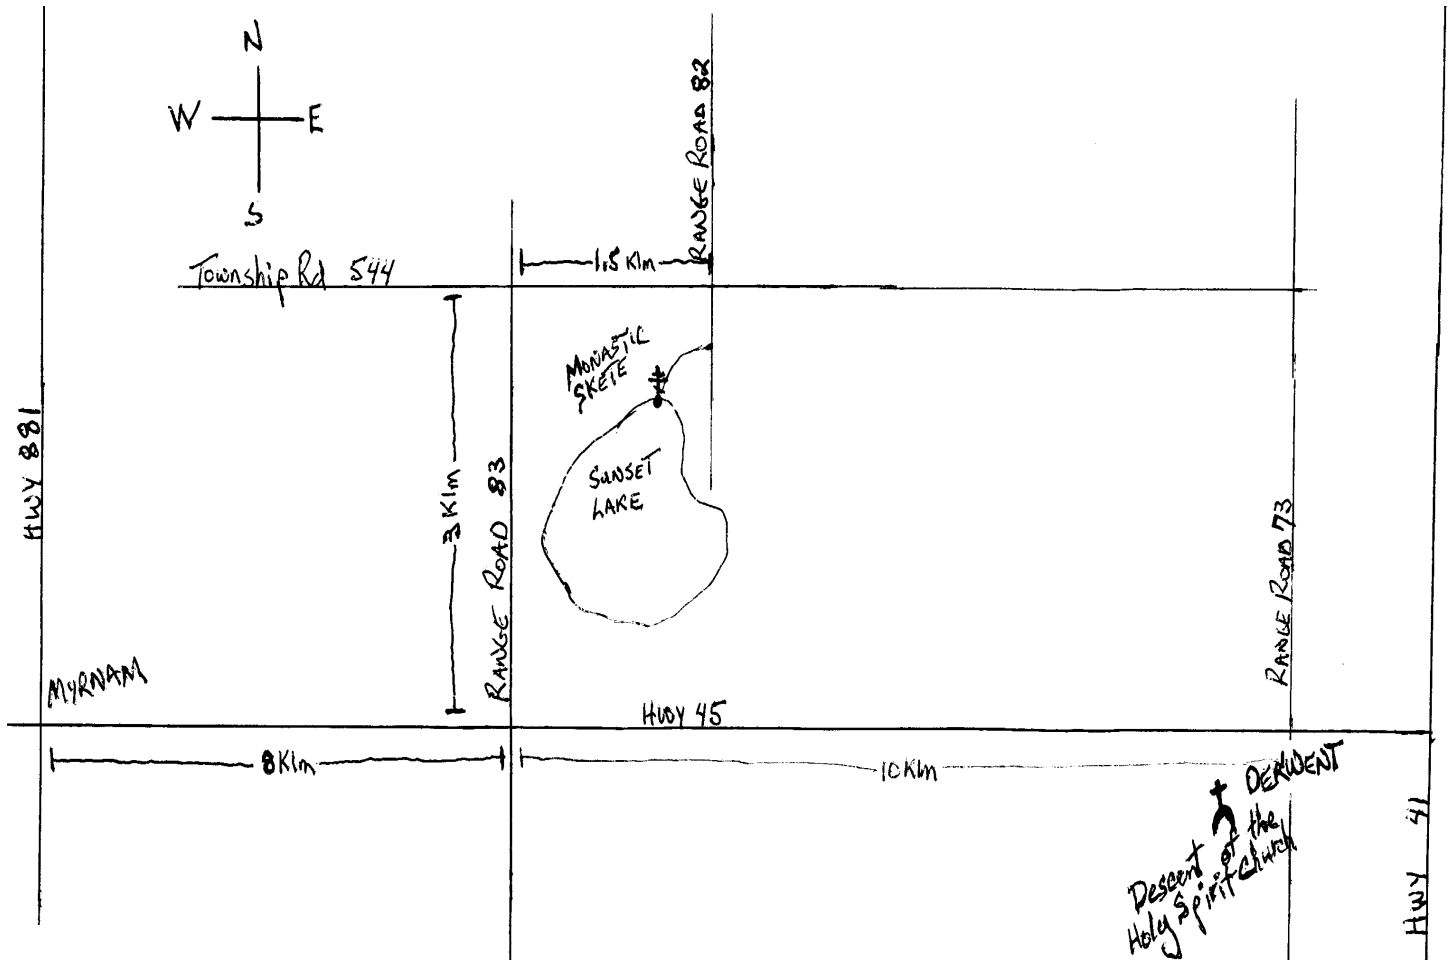 N
W E
S
RANGE ROAD 82
Township Rd 544
1.5 Klm
MONASTIC
SKETE
HWY 881
3 Klm
RANGE ROAD 83
SUNSET
LAKE
RANGE ROAD 73
MYRNAM
HWY 45
8 Klm
10 Klm
DERWENT
Descent of the
Holy Spirit Church
HWY 41